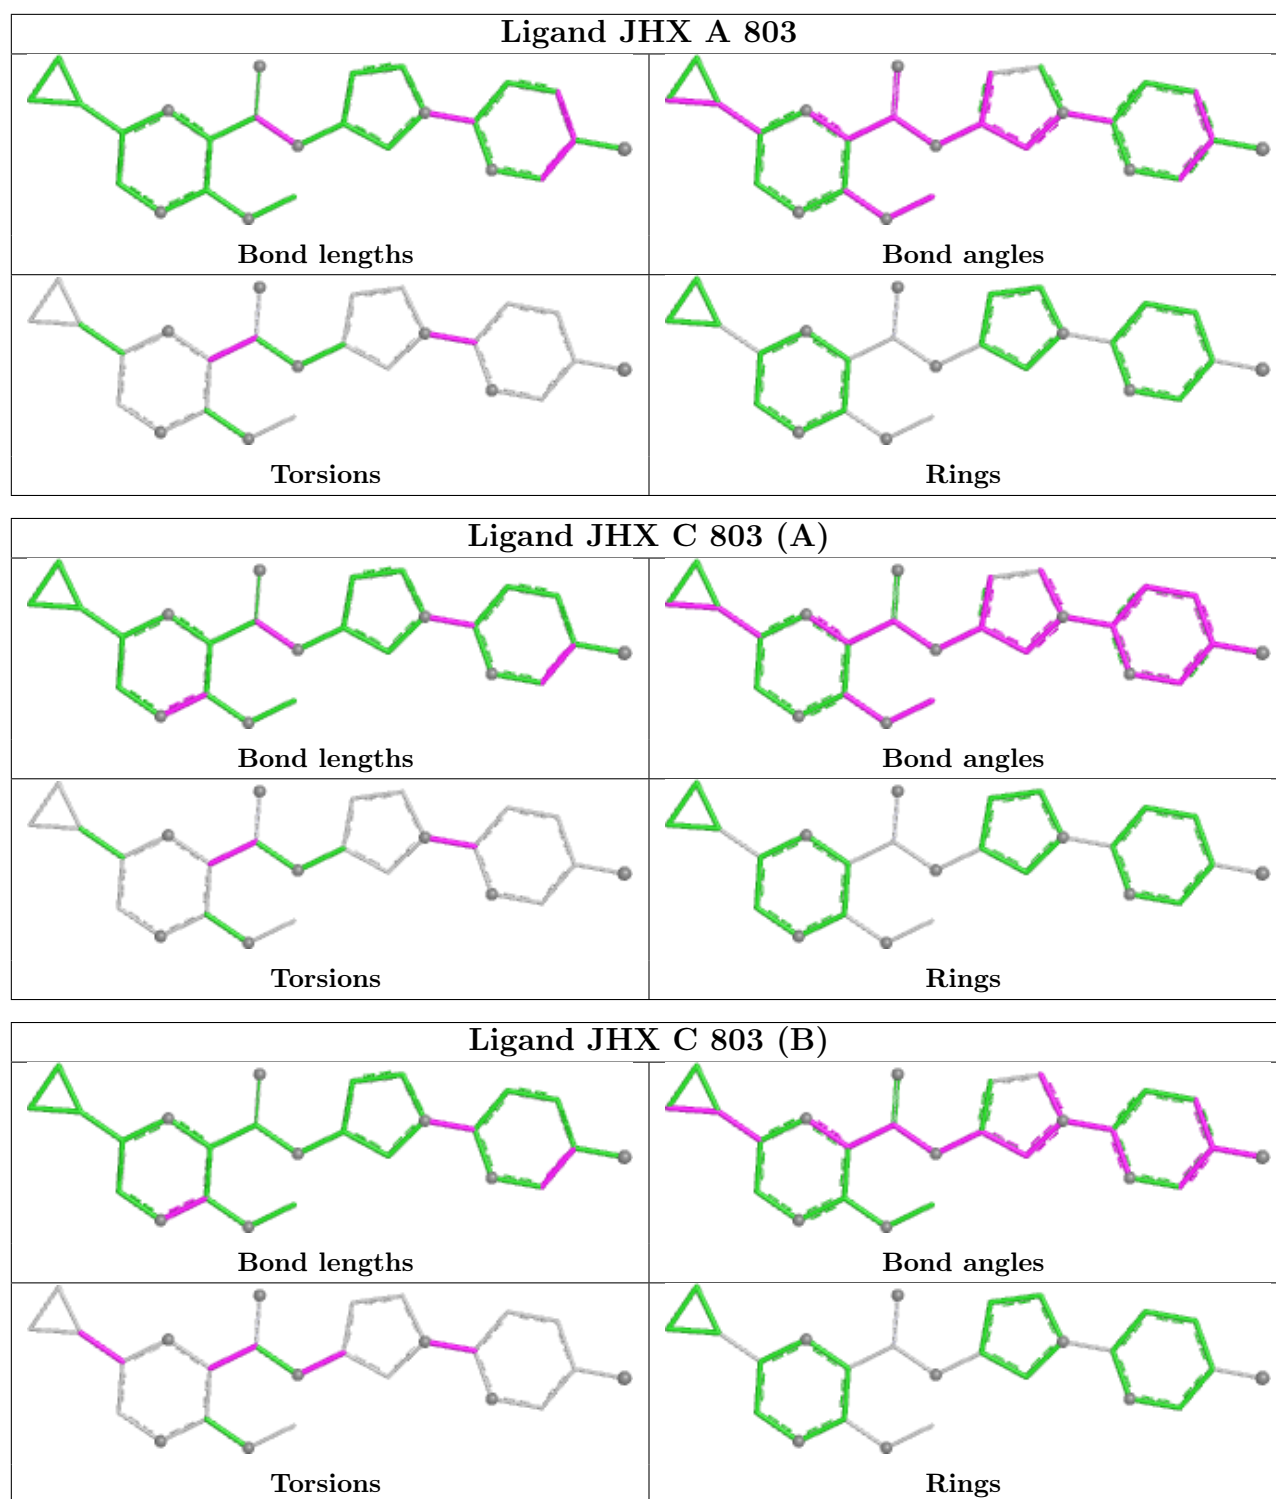 Ligand JHX A 803
Bond lengths
Bond angles
Torsions
Rings
Ligand JHX C 803 (A)
Bond lengths
Bond angles
Torsions
Rings
Ligand JHX C 803 (B)
Bond lengths
Bond angles
Torsions
Rings